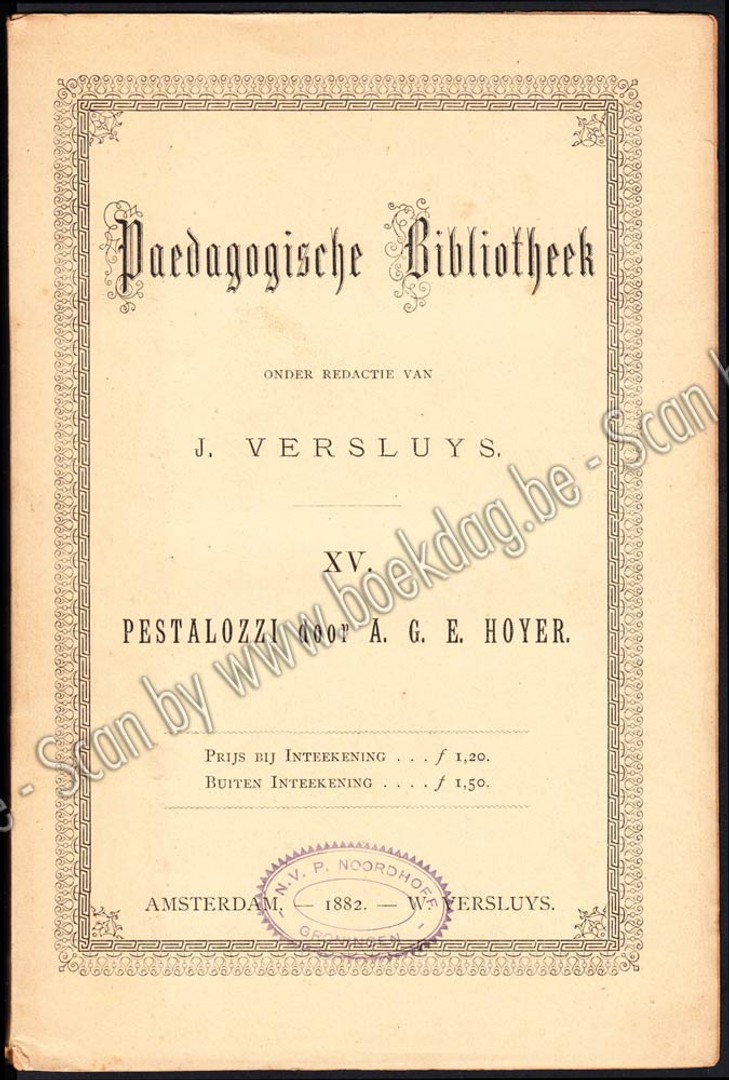 Paedagogische Bibliotheek
ONDER REDACTIE VAN
J. VERSLUYS.
XV.
PESTALOZZI door A. G. E. HOYER.
PRIJS BIJ INTEEKENING . . . f 1,20.
BUITEN INTEEKENING . . . . f 1,50.
AMSTERDAM, — 1882. — W. VERSLUYS.
N.V. P. NOORDHOFF
- GRONINGEN -
e - Scan by www.boekdag.be - Scan b